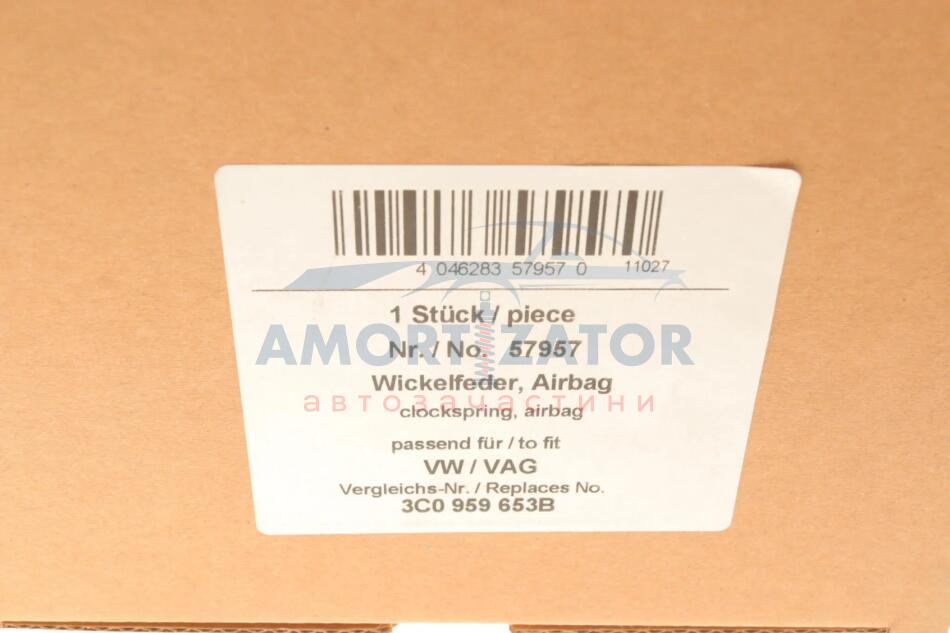 4 046283 57957 0 11027
1 Stück / piece
AMORTIZATOR
Nr. / No. 57957
Wickelfeder, Airbag
автозапчастини
clockspring, airbag
passend für / to fit
VW / VAG
Vergleichs-Nr. / Replaces No.
3C0 959 653B